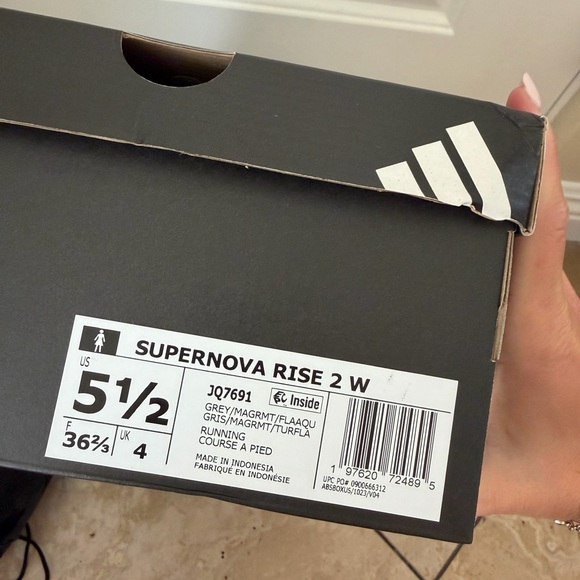 SUPERNOVA RISE 2 W
US
5½
F
36⅔
UK
4
JQ7691
Inside
GREY/MAGRMT/FLAAQU
GRIS/MAGRMT/TURFLA
RUNNING
COURSE A PIED
MADE IN INDONESIA
FABRIQUE EN INDONÉSIE
1 97620 72489 5
UPC PO# 0900666312
ABSBOXUS/1023/V04